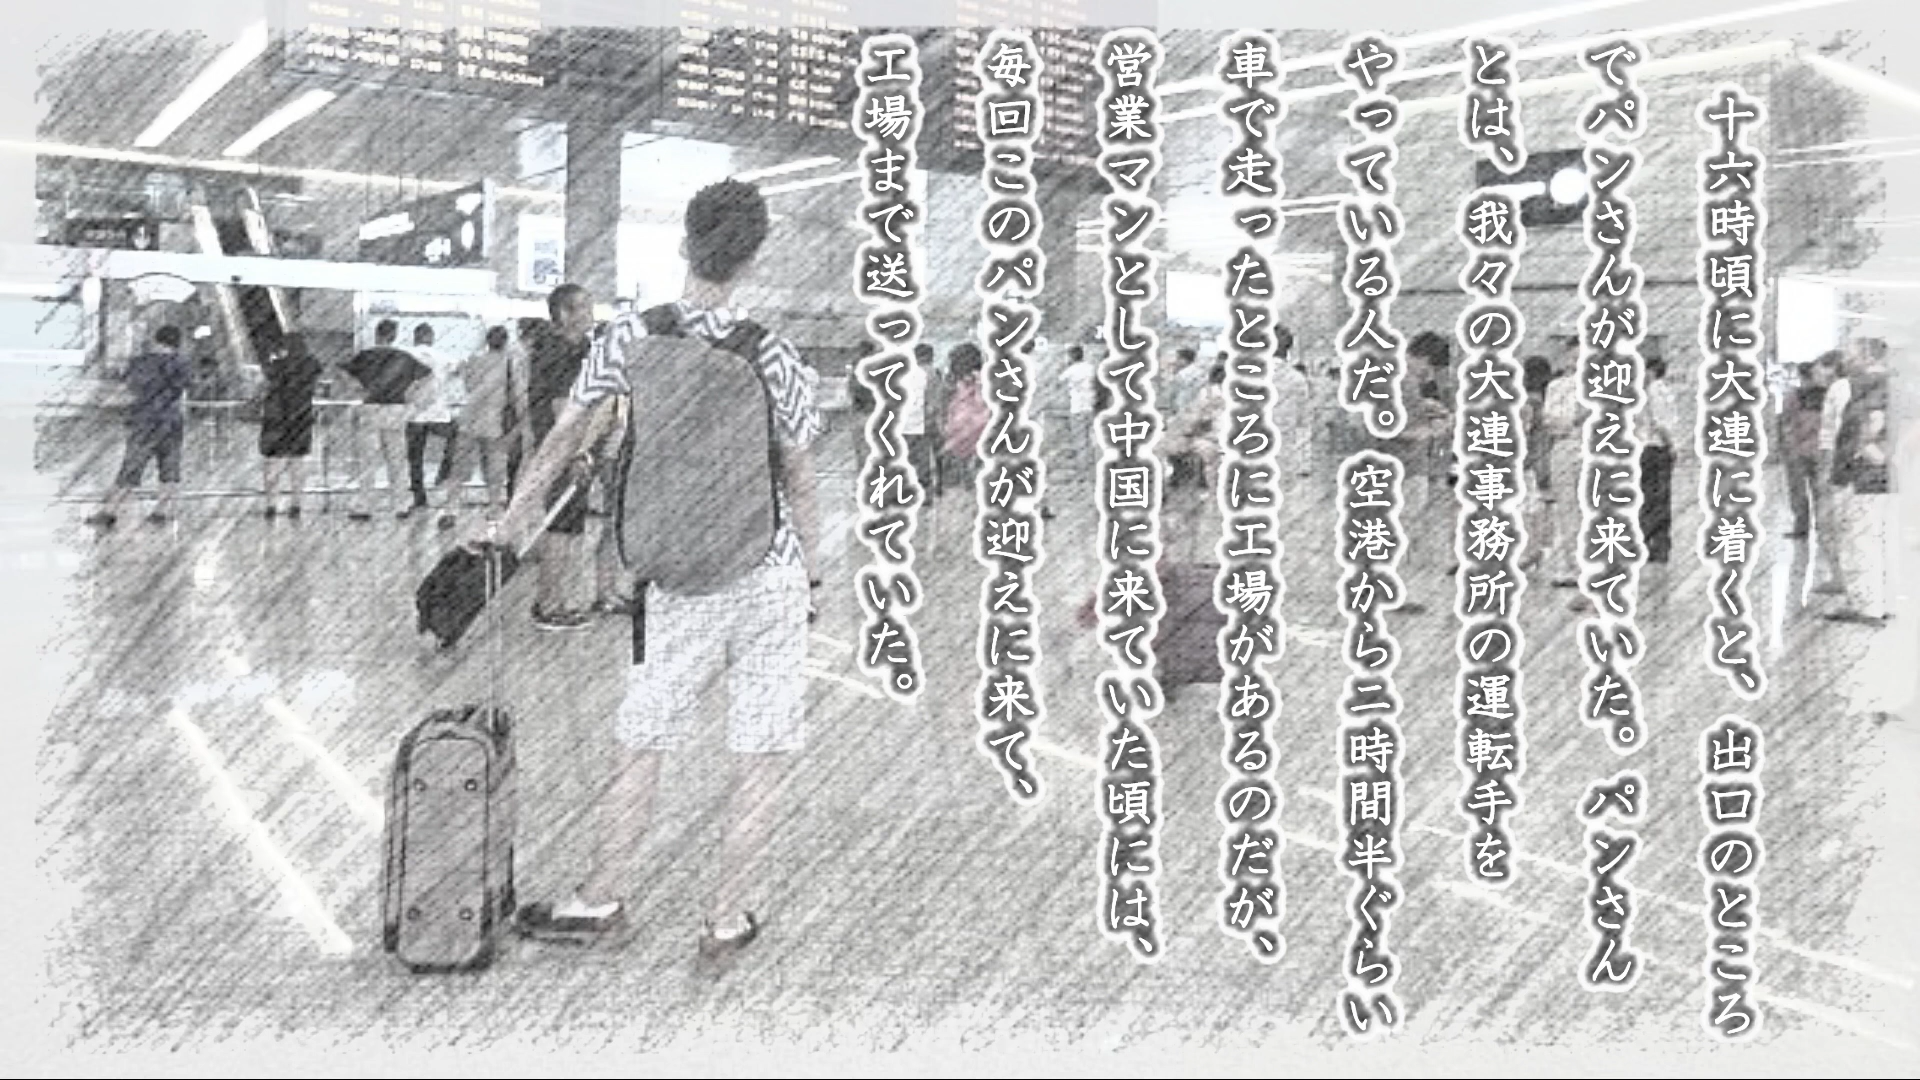 十六時頃に大連に着くと、出口のところ
でパンさんが迎えに来ていた。パンさん
とは、我々の大連事務所の運転手を
やっている人だ。空港から二時間半ぐらい
車で走ったところに工場があるのだが、
営業マンとして中国に来ていた頃には、
毎回このパンさんが迎えに来て、
工場まで送ってくれていた。